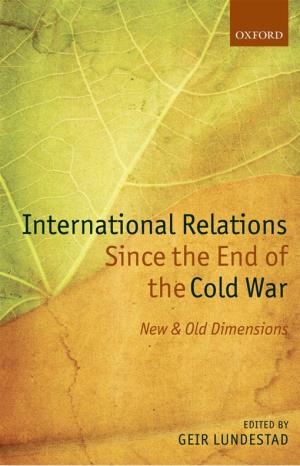 OXFORD
International Relations
Since the End of
the Cold War
New & Old Dimensions
EDITED BY
GEIR LUNDESTAD